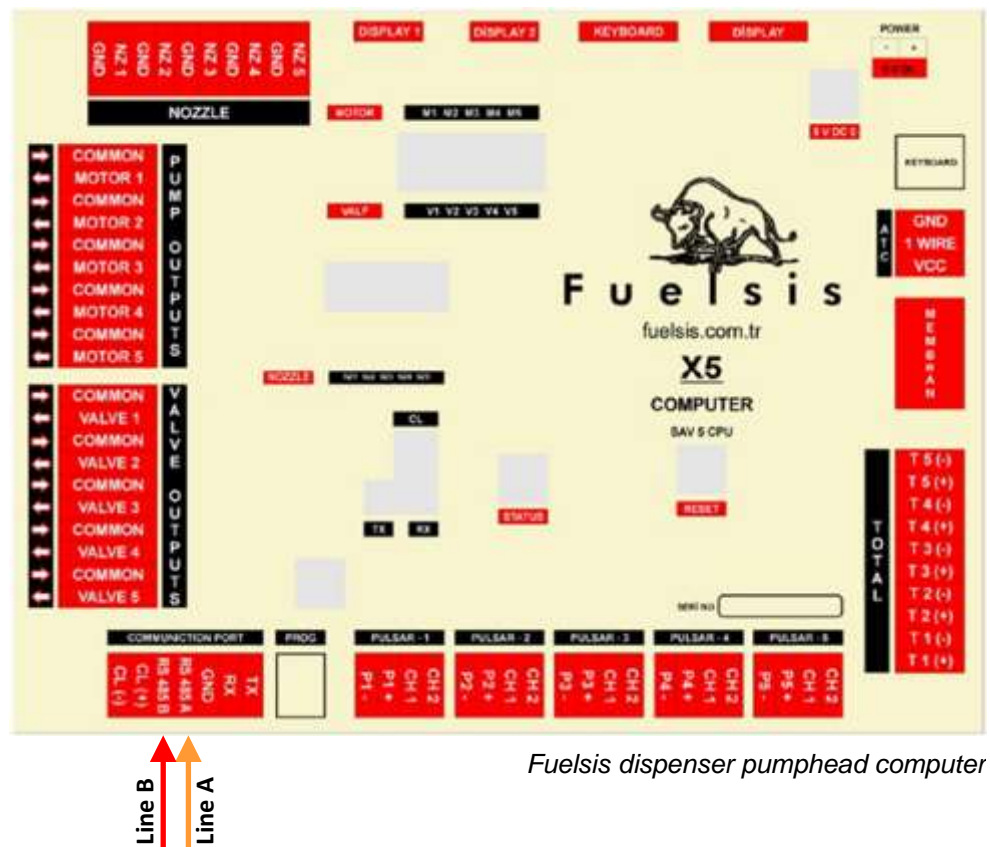 DİSPLAY 1
DİSPLAY 2
KEYBOARD
DİSPLAY
POWER
- +
GND
NZ 1
GND
NZ 2
GND
NZ 3
GND
NZ 4
GND
NZ 5
NOZZLE
MOTOR
M1 M2 M3 M4 M5
5 V DC
KEYBOARD
COMMON
MOTOR 1
COMMON
MOTOR 2
COMMON
MOTOR 3
COMMON
MOTOR 4
COMMON
MOTOR 5
PUMP OUTPUTS
VALF
V1 V2 V3 V4 V5
Fuelsis
fuelsis.com.tr
X5
COMPUTER
SAV 5 CPU
ATC
GND
1 WIRE
VCC
MEMBRAN
NOZZLE
COMMON
VALVE 1
COMMON
VALVE 2
COMMON
VALVE 3
COMMON
VALVE 4
COMMON
VALVE 5
VALVE OUTPUTS
CL
TX
RX
STATUS
RESET
TOTAL
T 5 (-)
T 5 (+)
T 4 (-)
T 4 (+)
T 3 (-)
T 3 (+)
T 2 (-)
T 2 (+)
T 1 (-)
T 1 (+)
SERİ NO
COMMUNICTION PORT
PROG
PULSAR - 1
PULSAR - 2
PULSAR - 3
PULSAR - 4
PULSAR - 5
CL (-)
CL (+)
RS 485 B
RS 485 A
GND
RX
TX
P1 -
P1 +
CH 1
CH 2
P2 -
P2 +
CH 1
CH 2
P3 -
P3 +
CH 1
CH 2
P4 -
P4 +
CH 1
CH 2
P5 -
P5 +
CH 1
CH 2
Line B
Line A
Fuelsis dispenser pumphead computer